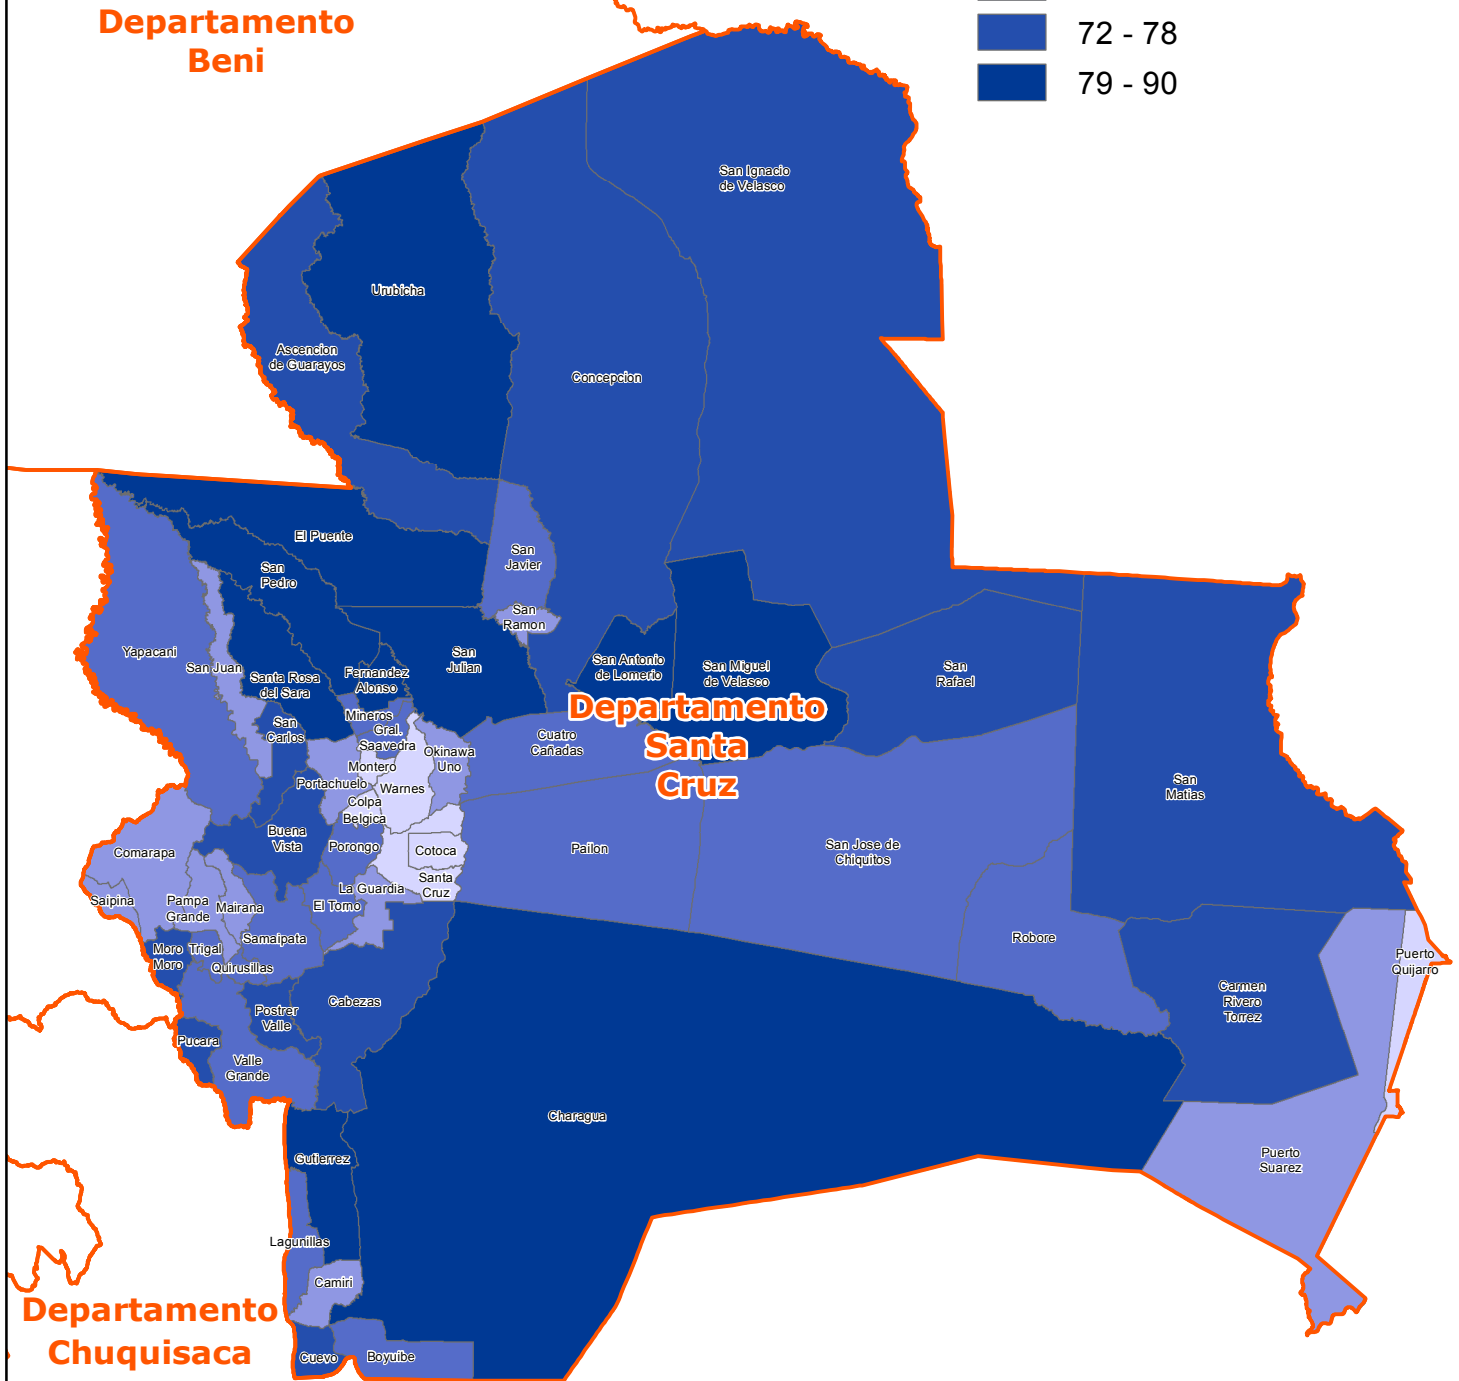 Departamento
Beni
72 - 78
79 - 90
San Ignacio
de Velasco
Urubicha
Ascencion
de Guarayos
Concepcion
El Puente
San
Javier
San
Pedro
San
Ramon
Yapacani
San Juan
San
Julian
San Antonio
de Lomerio
San Miguel
de Velasco
San
Rafael
Santa Rosa
del Sara
Fernandez
Alonso
Departamento
Santa
Cruz
San
Carlos
Mineros
Gral.
Saavedra
Okinawa
Uno
Cuatro
Cañadas
Montero
Portachuelo
Warnes
San
Matias
Colpa
Belgica
Buena
Vista
Porongo
Cotoca
Pailon
San Jose de
Chiquitos
Comarapa
Santa
Cruz
La Guardia
Saipina
Pampa
Grande
Mairana
El Torno
Samaipata
Robore
Moro
Moro
Trigal
Quirusillas
Puerto
Quijarro
Cabezas
Carmen
Rivero
Torrez
Postrer
Valle
Pucara
Valle
Grande
Charagua
Gutierrez
Puerto
Suarez
Lagunillas
Camiri
Departamento
Chuquisaca
Cuevo
Boyuibe